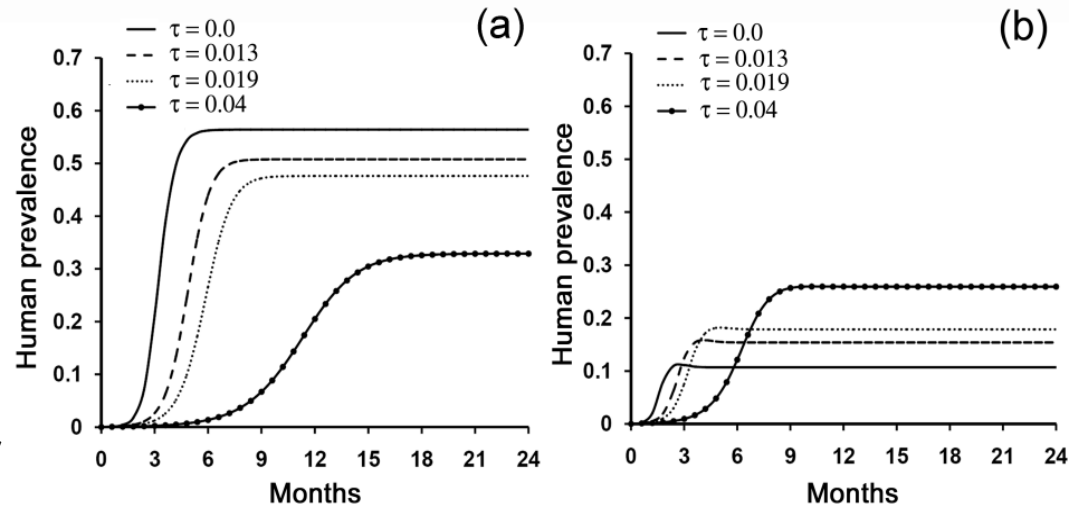 (a)
τ = 0.0
τ = 0.013
τ = 0.019
τ = 0.04
Human prevalence
0.7
0.6
0.5
0.4
0.3
0.2
0.1
0
0 3 6 9 12 15 18 21 24
Months
(b)
τ = 0.0
τ = 0.013
τ = 0.019
τ = 0.04
Human prevalence
0.7
0.6
0.5
0.4
0.3
0.2
0.1
0
0 3 6 9 12 15 18 21 24
Months